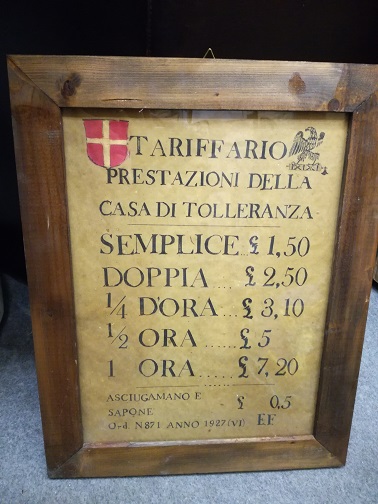 TARIFFARIO
PRESTAZIONI DELLA
CASA DI TOLLERANZA
SEMPLICE... £ 1,50
DOPPIA.... £ 2,50
1/4 D'ORA... £ 3,10
1/2 ORA...... £ 5
1 ORA....... £ 7,20
ASCIUGAMANO E
SAPONE £ 0,5
Ord. N 871 ANNO 1927 (VI) E.F